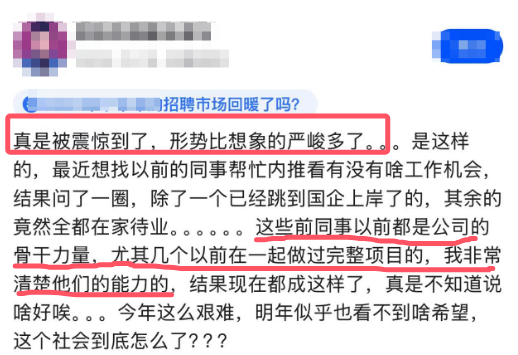 的招聘市场回暖了吗？
真是被震惊到了，形势比想象的严峻多了。。。是这样
的，最近想找以前的同事帮忙内推看有没有啥工作机会，
结果问了一圈，除了一个已经跳到国企上岸了的，其余的
竟然全都在家待业。。。。。。这些前同事以前都是公司的
骨干力量，尤其几个以前在一起做过完整项目的，我非常
清楚他们的能力的，结果现在都成这样了，真是不知道说
啥好唉。。。今年这么艰难，明年似乎也看不到啥希望，
这个社会到底怎么了？？？